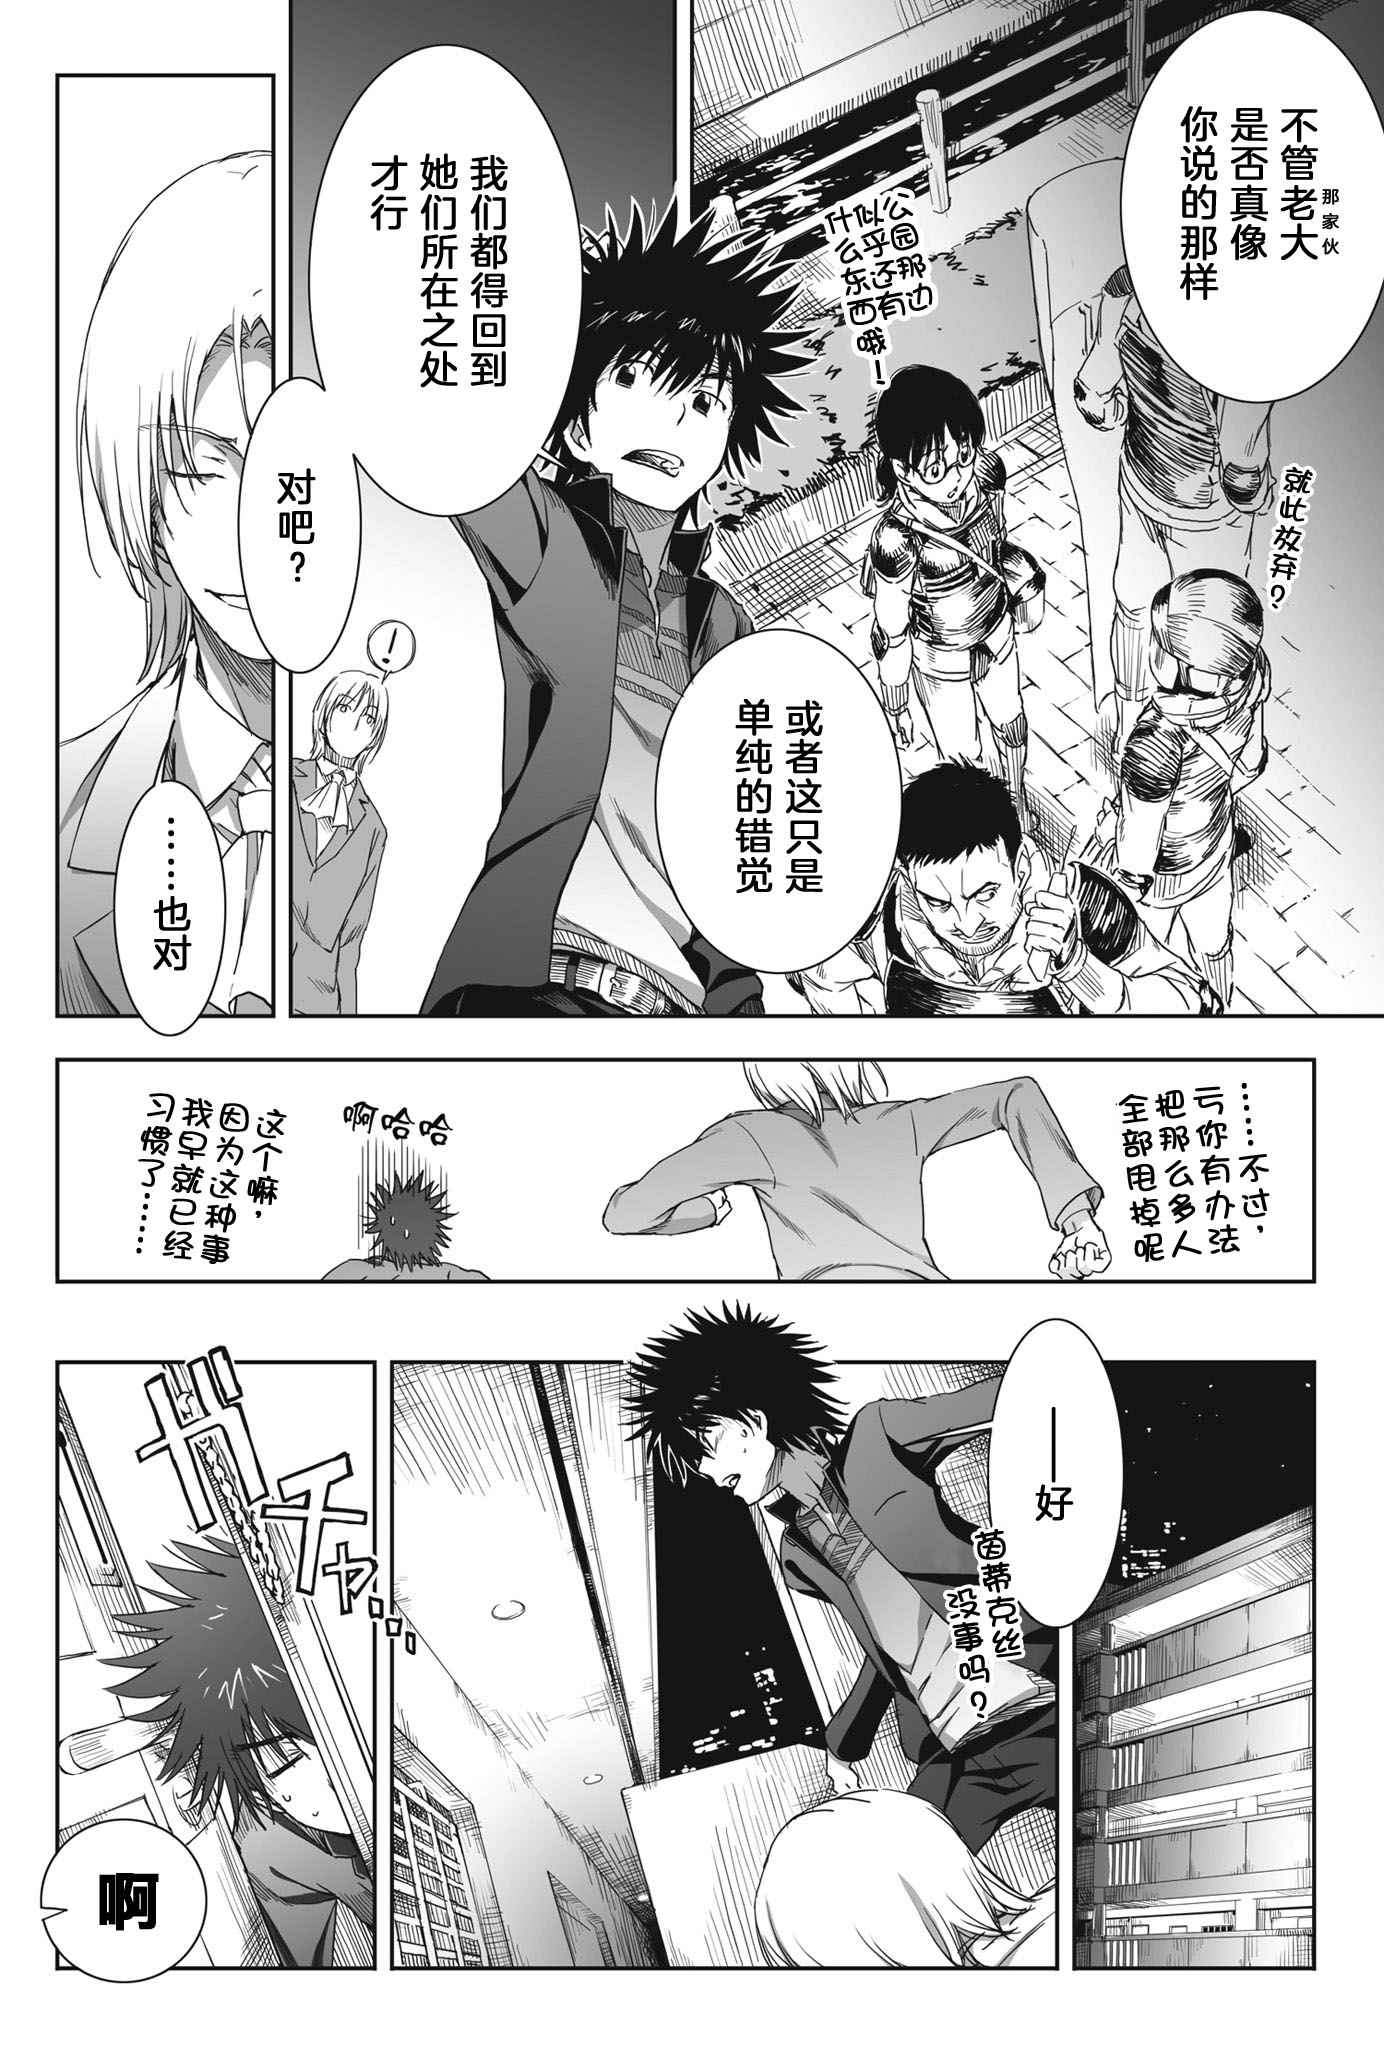 不管老大
那家伙
是否真像
你说的那样
公园那边
似乎还有
什么东西哦！
就此放弃？
或者这只是
单纯的错觉
我们都得回到
她们所在之处
才行
对吧？
！
……也对
……不过，
亏你有办法
把那么多人
全部甩掉呢
啊哈哈
这个嘛，
因为这种事
我早就已经
习惯了……
——好
茵蒂克丝
没事吗？
ガチャ…
啊